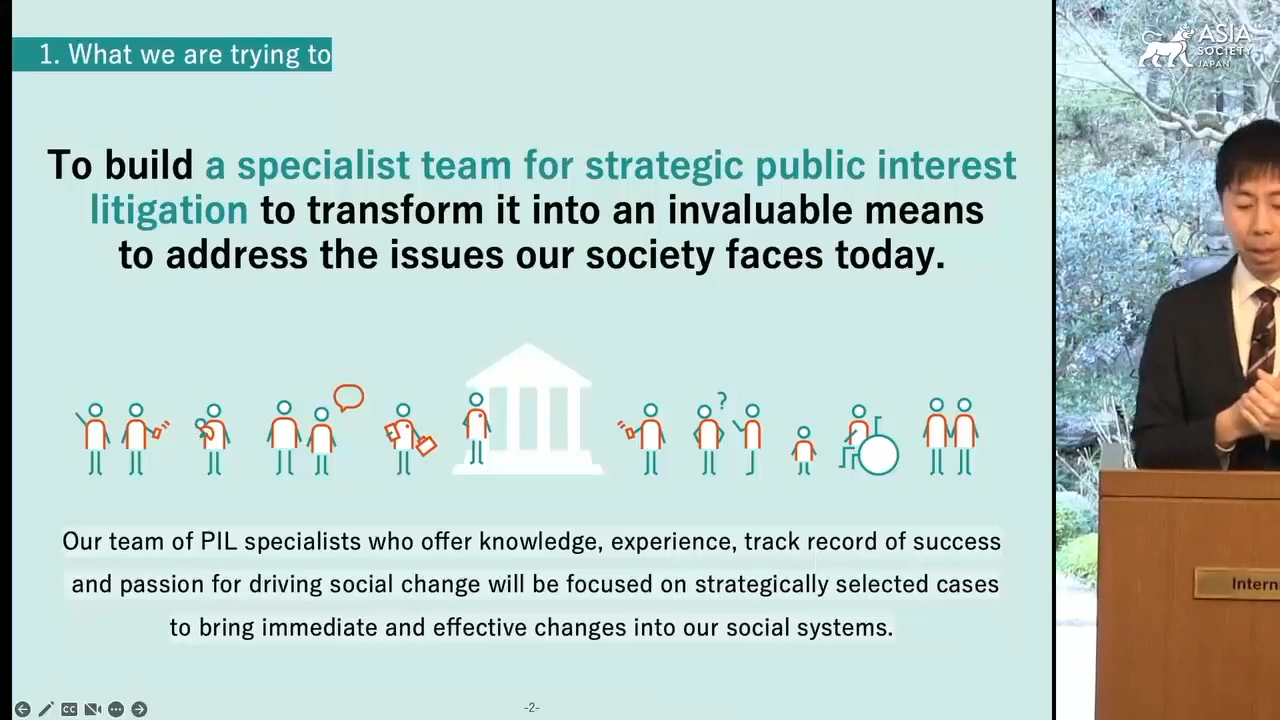 1. What we are trying to
ASIA
SOCIETY
JAPAN
To build a specialist team for strategic public interest
litigation to transform it into an invaluable means
to address the issues our society faces today.
?
Our team of PIL specialists who offer knowledge, experience, track record of success
and passion for driving social change will be focused on strategically selected cases
to bring immediate and effective changes into our social systems.
Intern
CC
-2-